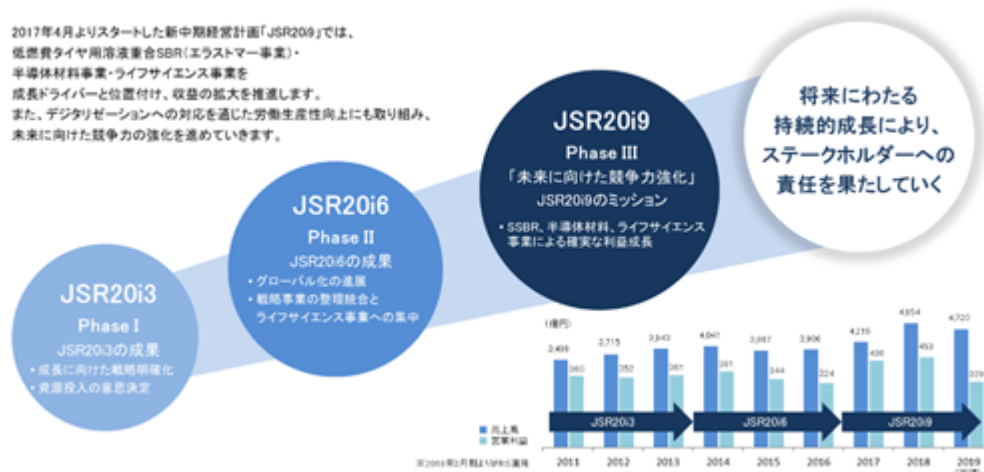 2017年4月よりスタートした新中期経営計画「JSR20i9」では、
低燃費タイヤ用溶液重合SBR(エラストマー事業)・
半導体材料事業・ライフサイエンス事業を
成長ドライバーと位置付け、収益の拡大を推進します。
また、デジタリゼーションへの対応を通じた労働生産性向上にも取り組み、
未来に向けた競争力の強化を進めていきます。
JSR20i3
Phase I
JSR20i3の成果
・成長に向けた戦略明確化
・資源投入の意思決定
JSR20i6
Phase II
JSR20i6の成果
・グローバル化の進展
・戦略事業の整理統合と
ライフサイエンス事業への集中
JSR20i9
Phase III
「未来に向けた競争力強化」
JSR20i9のミッション
・SSBR、半導体材料、ライフサイエンス
事業による確実な利益成長
将来にわたる
持続的成長により、
ステークホルダーへの
責任を果たしていく
(億円)
3,499 360
3,715 352
3,943 361
4,041 381
3,867 344
3,906 324
4,219 436
4,954 453
4,720 329
JSR20i3 JSR20i6 JSR20i9
売上高
営業利益
2011 2012 2013 2014 2015 2016 2017 2018 2019